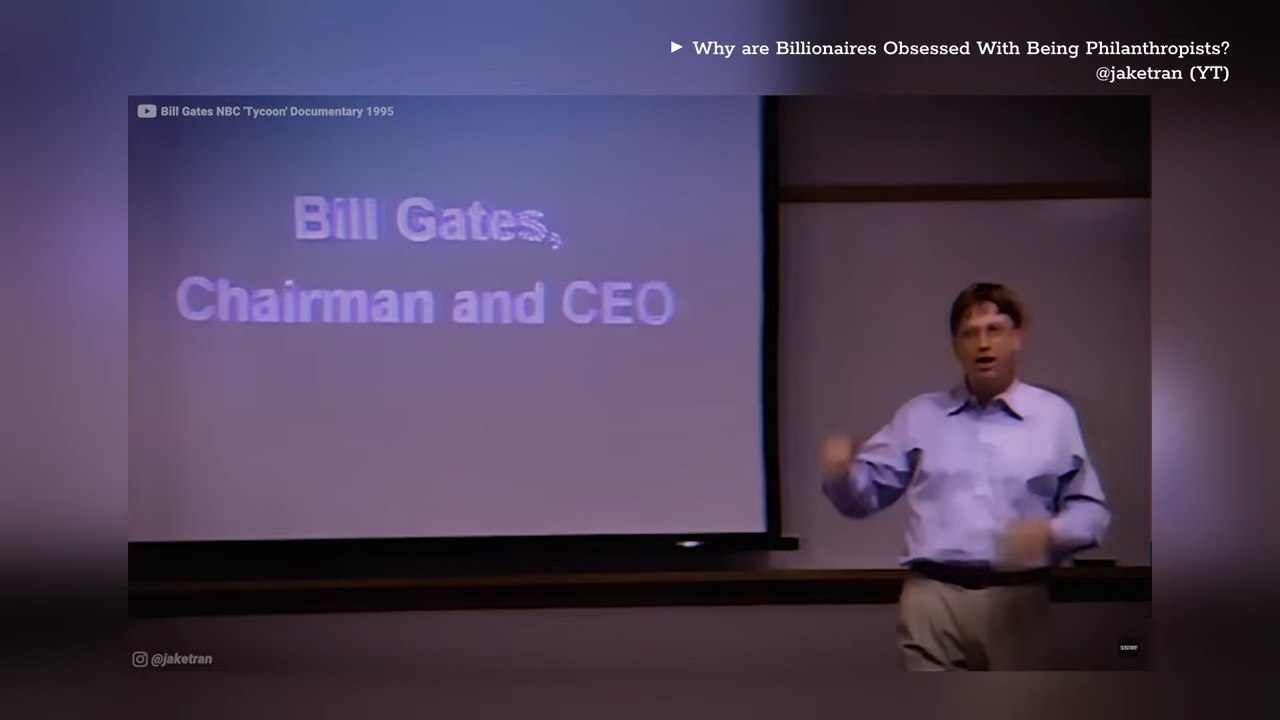 ▶ Why are Billionaires Obsessed With Being Philanthropists?
@jaketran (YT)
Bill Gates NBC 'Tycoon' Documentary 1995
Bill Gates,
Chairman and CEO
@jaketran